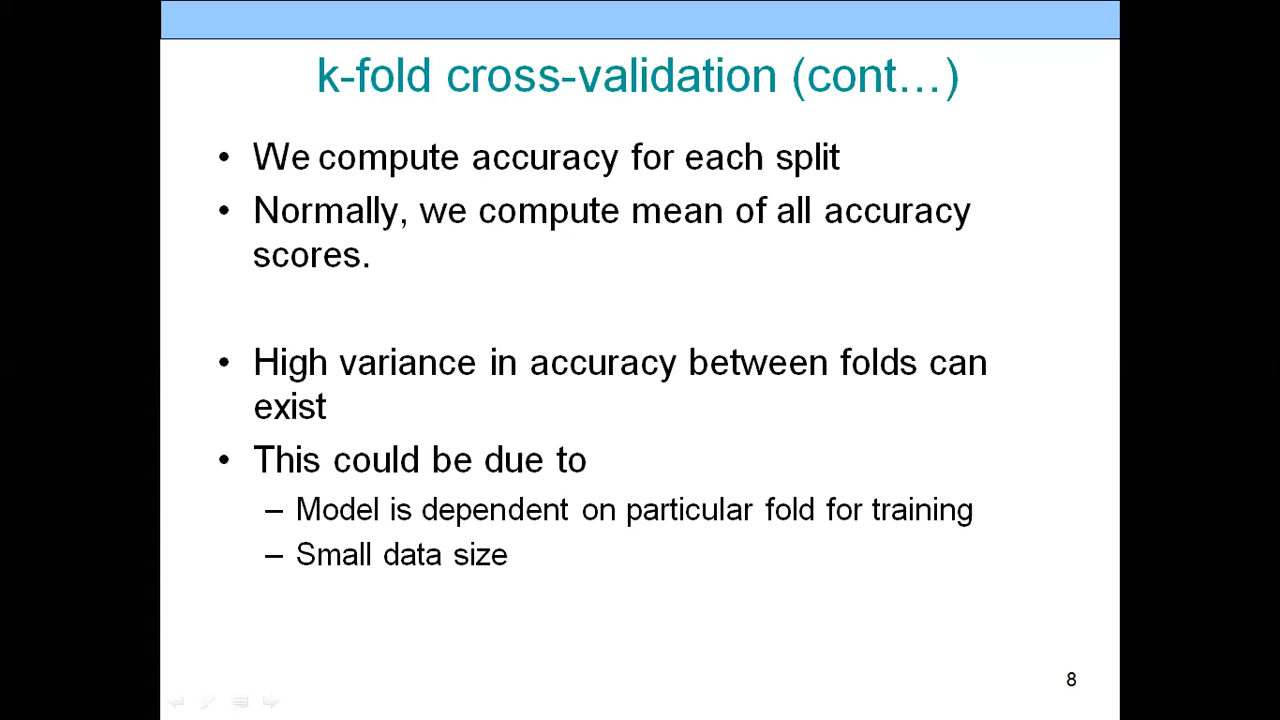 k-fold cross-validation (cont…)
• We compute accuracy for each split
• Normally, we compute mean of all accuracy
scores.
• High variance in accuracy between folds can
exist
• This could be due to
– Model is dependent on particular fold for training
– Small data size
8